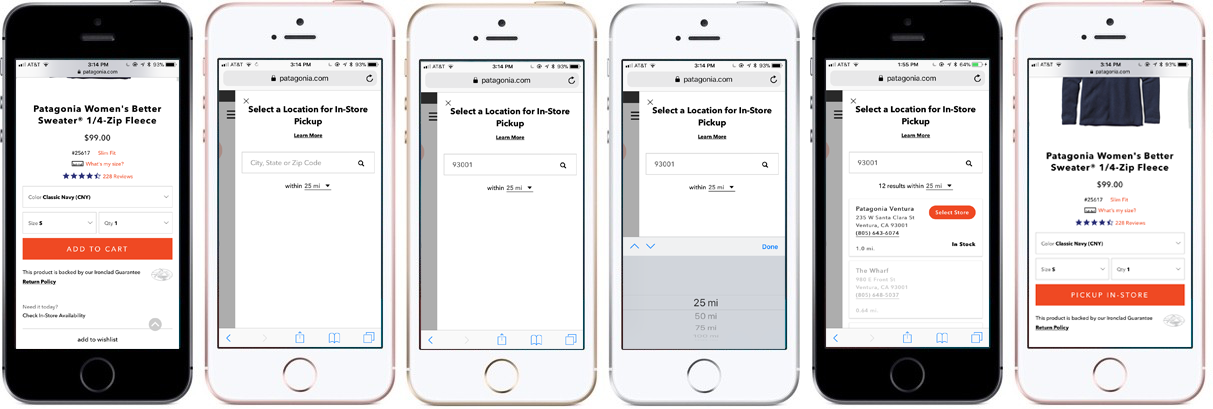 AT&T 3:14 PM 93%
patagonia.com
Patagonia Women's Better
Sweater® 1/4-Zip Fleece
$99.00
#25617 Slim Fit
What's my size?
228 Reviews
Color Classic Navy (CNY)
Size S Qty 1
ADD TO CART
This product is backed by our Ironclad Guarantee
Return Policy
Need it today?
Check In-Store Availability
add to wishlist
AT&T 3:14 PM 93%
patagonia.com
Select a Location for In-Store
Pickup
Learn More
City, State or Zip Code
within 25 mi
AT&T 3:14 PM 93%
patagonia.com
Select a Location for In-Store
Pickup
Learn More
93001
within 25 mi
AT&T 3:14 PM 93%
patagonia.com
Select a Location for In-Store
Pickup
Learn More
93001
within 25 mi
Done
25 mi
50 mi
75 mi
AT&T 1:55 PM 64%
patagonia.com
Select a Location for In-Store
Pickup
Learn More
93001
12 results within 25 mi
Patagonia Ventura
Select Store
235 W Santa Clara St
Ventura, CA 93001
(805) 643-6074
In Stock
1.0 mi.
The Wharf
980 E Front St
Ventura, CA 93001
(805) 648-5037
AT&T 3:14 PM 93%
patagonia.com
Patagonia Women's Better
Sweater® 1/4-Zip Fleece
$99.00
#25617 Slim Fit
What's my size?
228 Reviews
Color Classic Navy (CNY)
Size S Qty 1
PICKUP IN-STORE
This product is backed by our Ironclad Guarantee
Return Policy